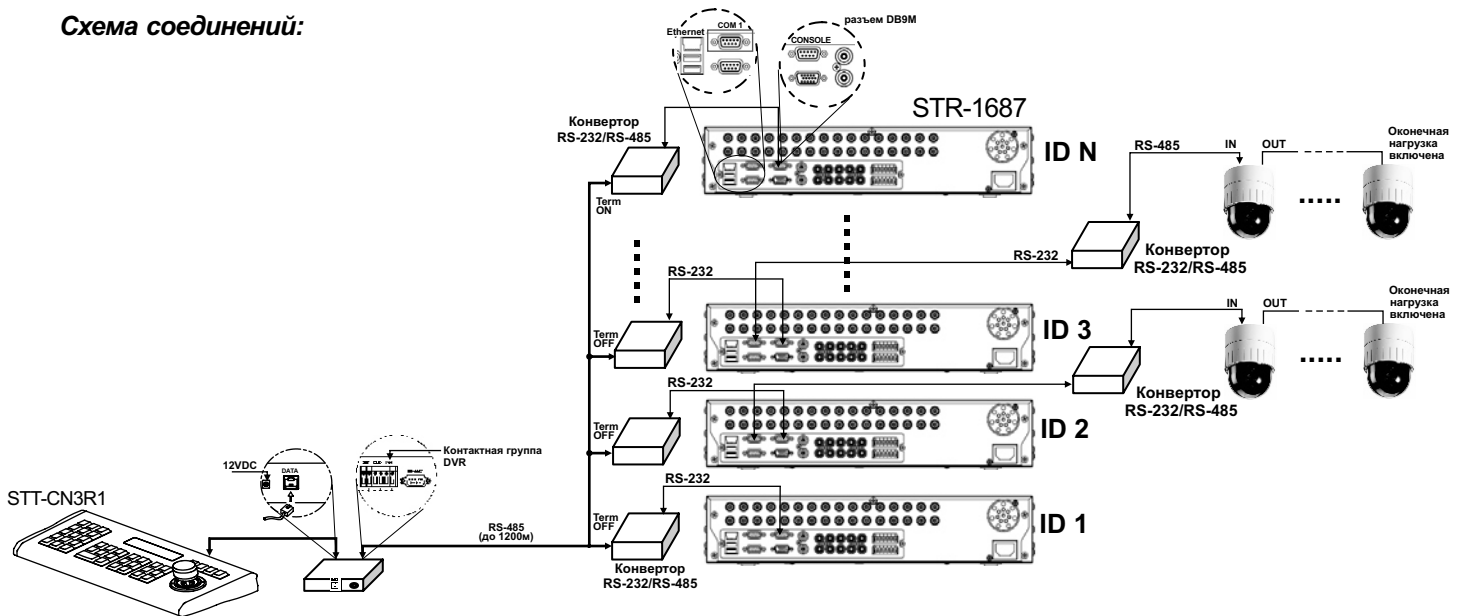 Схема соединений:
разъем DB9M
Ethernet
COM 1
CONSOLE
STR-1687
Конвертор
RS-232/RS-485
Term
ON
ID N
RS-485
IN
OUT
Оконечная
нагрузка
включена
RS-232
Конвертор
RS-232/RS-485
RS-232
Term
OFF
ID 3
IN
OUT
Оконечная
нагрузка
включена
Конвертор
RS-232/RS-485
RS-232
Term
OFF
ID 2
Контактная группа
DVR
12VDC
DATA
STT-CN3R1
RS-485
(до 1200м)
RS-232
Term
OFF
ID 1
Конвертор
RS-232/RS-485